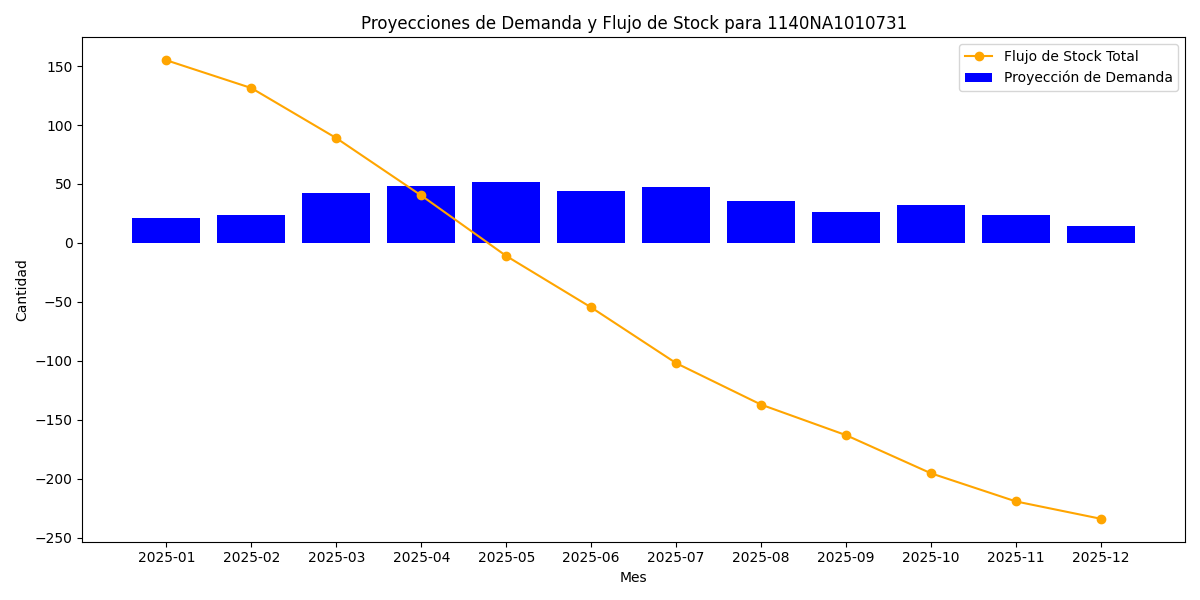 Proyecciones de Demanda y Flujo de Stock para 1140NA1010731
Flujo de Stock Total
Proyección de Demanda
150
100
50
0
−50
−100
−150
−200
−250
Cantidad
2025-01 2025-02 2025-03 2025-04 2025-05 2025-06 2025-07 2025-08 2025-09 2025-10 2025-11 2025-12
Mes